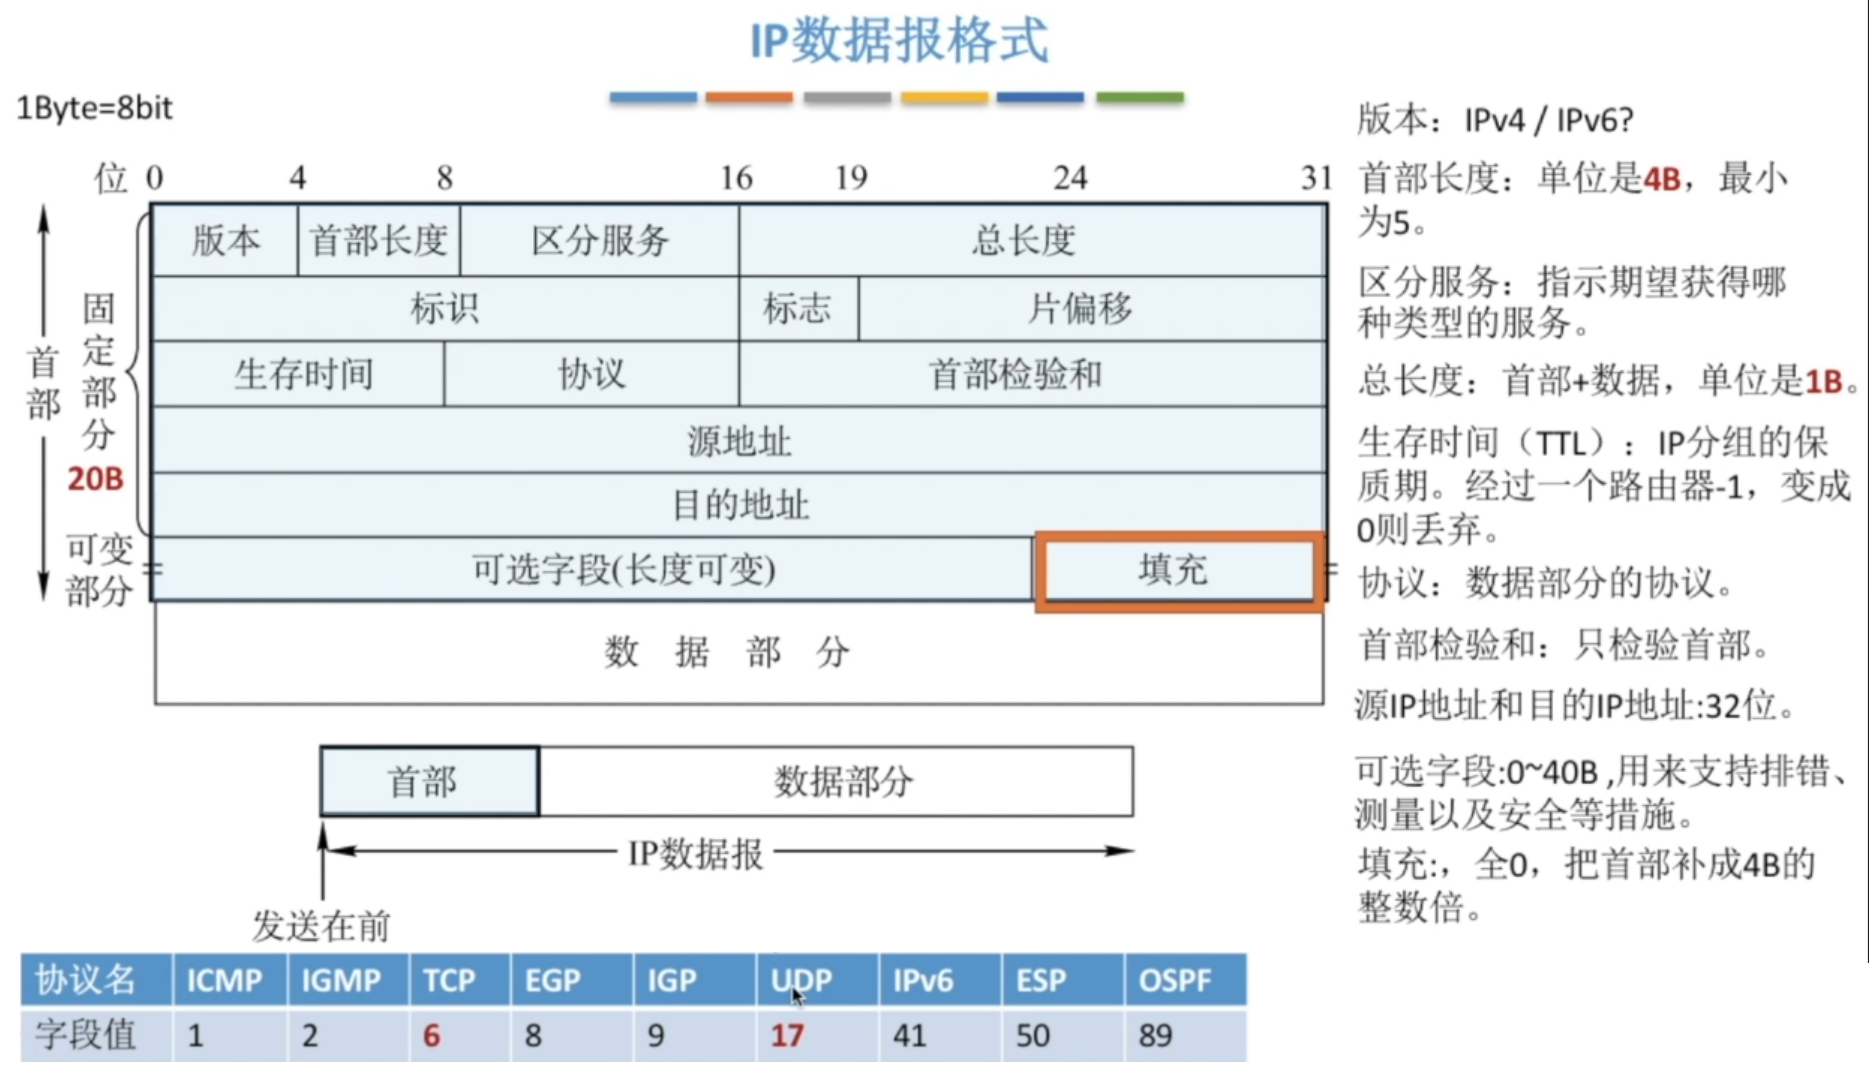 IP数据报格式
1Byte=8bit
位 0 4 8 16 19 24 31
版本 首部长度 区分服务 总长度
标识 标志 片偏移
生存时间 协议 首部检验和
源地址
目的地址
可选字段(长度可变) 填充
数 据 部 分
首部
固定部分
20B
可变
部分
首部 数据部分
IP数据报
发送在前
版本：IPv4 / IPv6?
首部长度：单位是4B，最小
为5。
区分服务：指示期望获得哪
种类型的服务。
总长度：首部+数据，单位是1B。
生存时间（TTL）：IP分组的保
质期。经过一个路由器-1，变成
0则丢弃。
协议：数据部分的协议。
首部检验和：只检验首部。
源IP地址和目的IP地址:32位。
可选字段:0~40B ,用来支持排错、
测量以及安全等措施。
填充:，全0，把首部补成4B的
整数倍。
协议名 ICMP IGMP TCP EGP IGP UDP IPv6 ESP OSPF
字段值 1 2 6 8 9 17 41 50 89